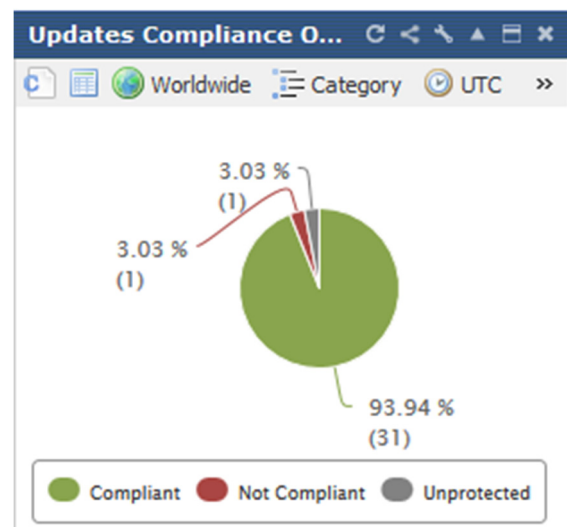 Updates Compliance O...
Worldwide Category UTC »
3.03 %
(1)
3.03 %
(1)
93.94 %
(31)
Compliant Not Compliant Unprotected